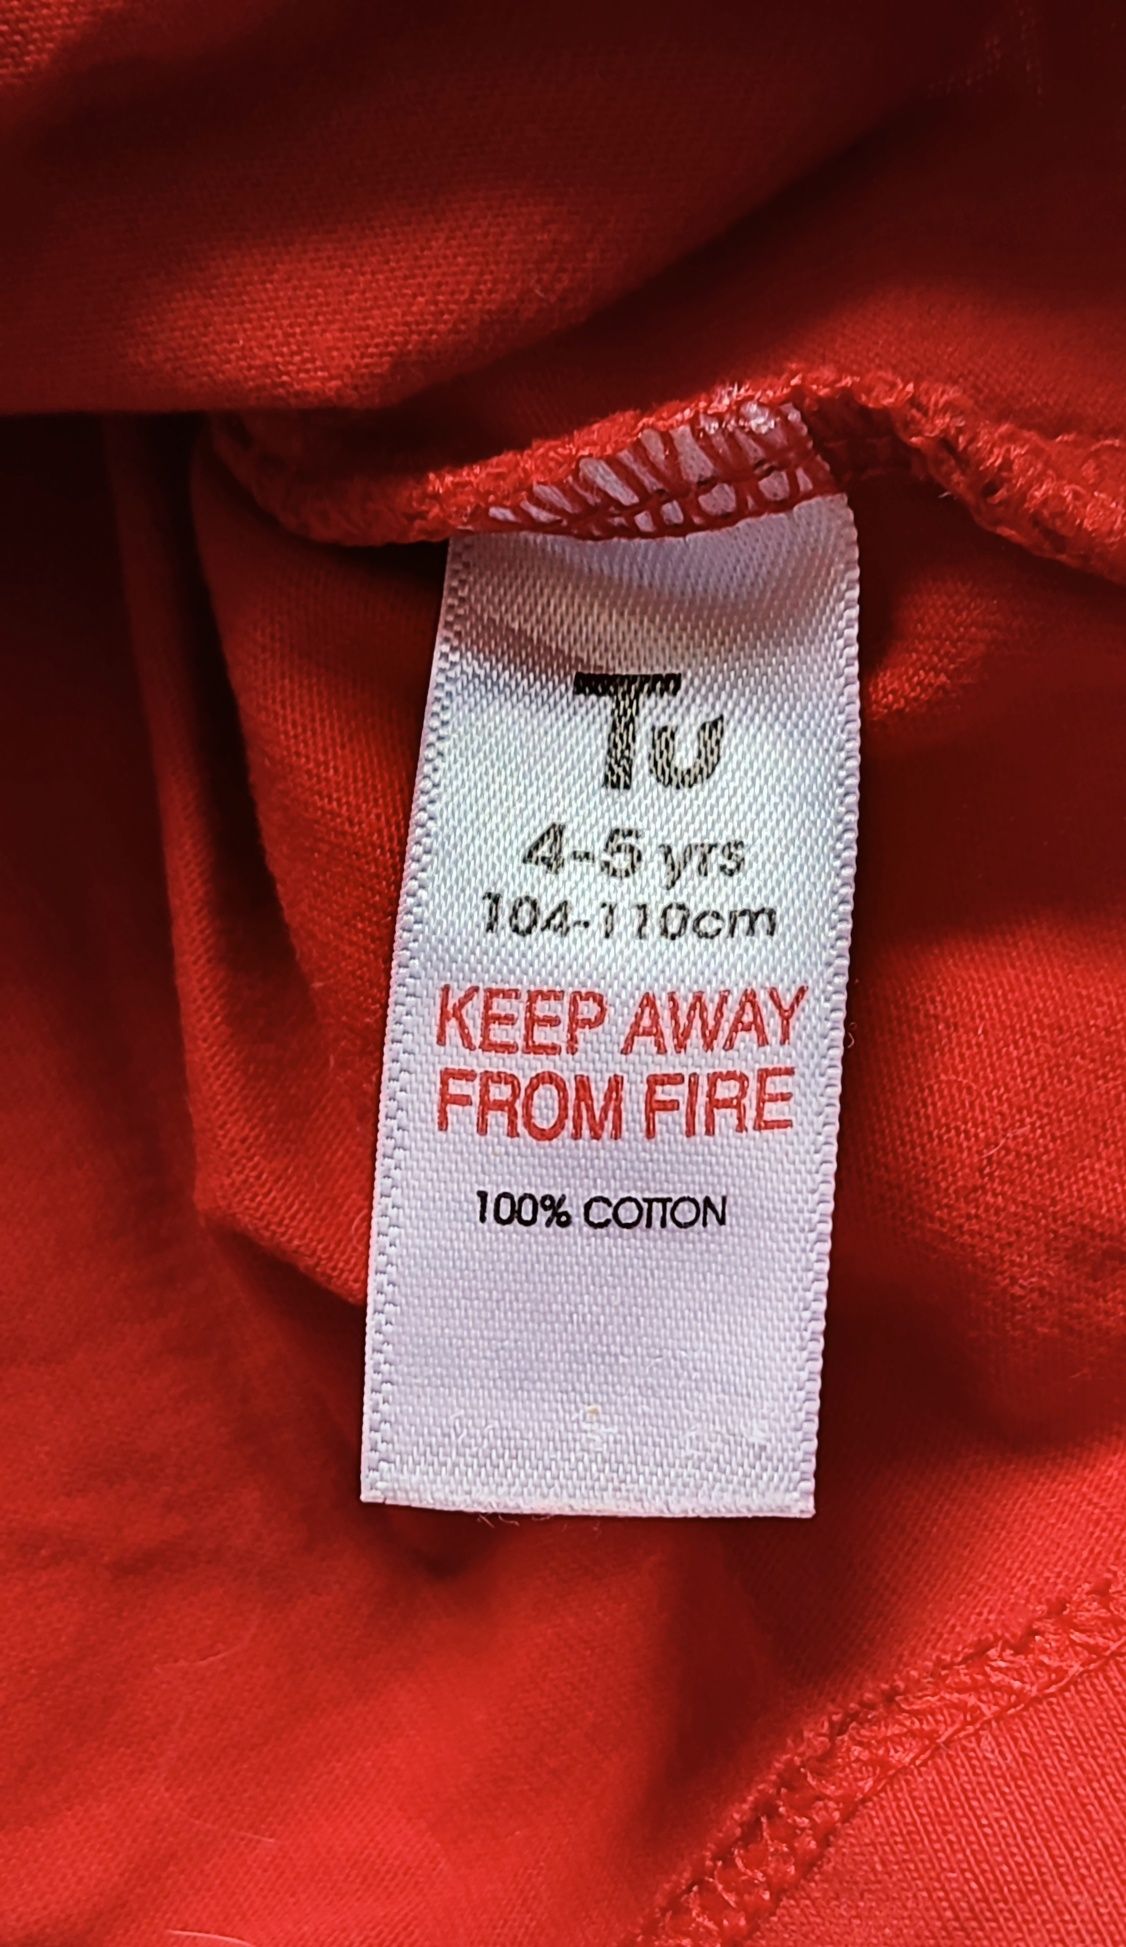 Tu
4-5 yrs
104-110cm
KEEP AWAY
FROM FIRE
100% COTTON